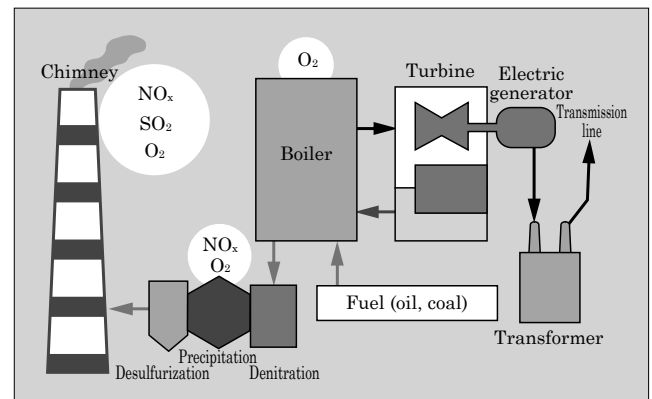 Chimney
NOx
SO2
O2
O2
Boiler
Turbine
Electric
generator
Transmission
line
NOx
O2
Fuel (oil, coal)
Transformer
Precipitation
Desulfurization
Denitration